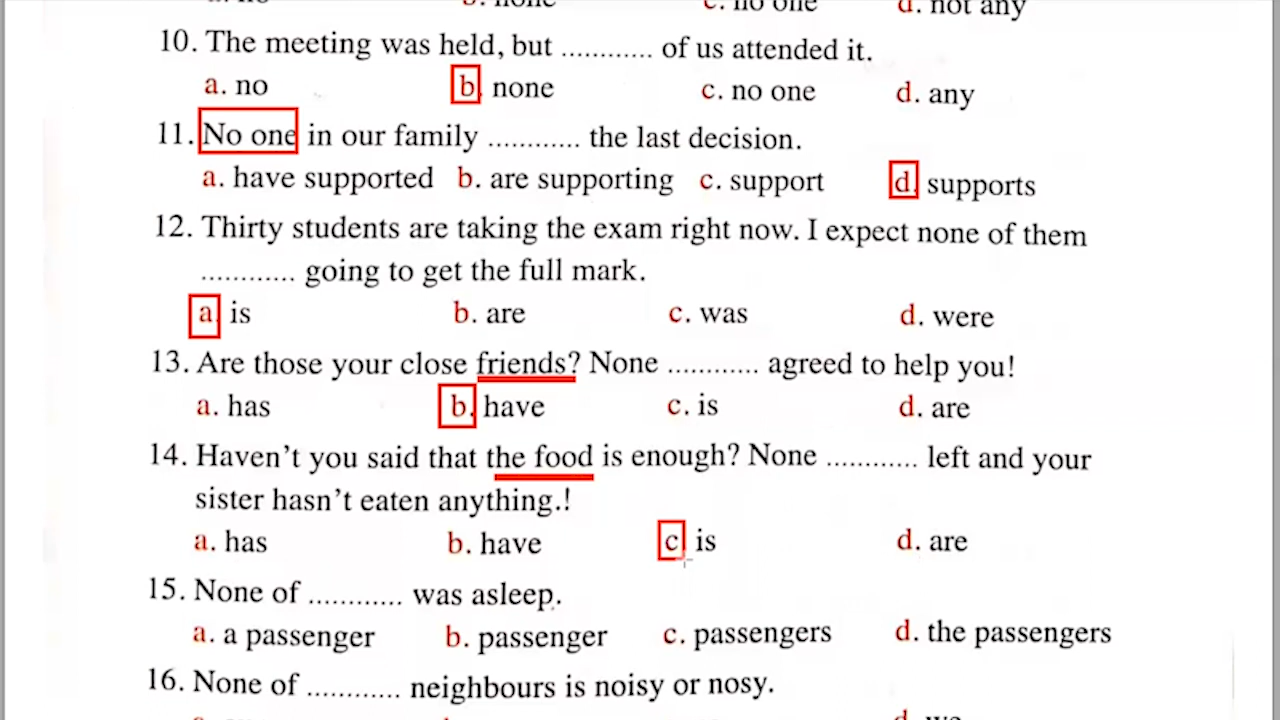 b. none c. no one d. not any
10. The meeting was held, but ............ of us attended it.
a. no b. none c. no one d. any
11. No one in our family ............ the last decision.
a. have supported b. are supporting c. support d. supports
12. Thirty students are taking the exam right now. I expect none of them
............ going to get the full mark.
a. is b. are c. was d. were
13. Are those your close friends? None ............ agreed to help you!
a. has b. have c. is d. are
14. Haven't you said that the food is enough? None ............ left and your
sister hasn't eaten anything.!
a. has b. have c. is d. are
15. None of ............ was asleep.
a. a passenger b. passenger c. passengers d. the passengers
16. None of ............ neighbours is noisy or nosy.